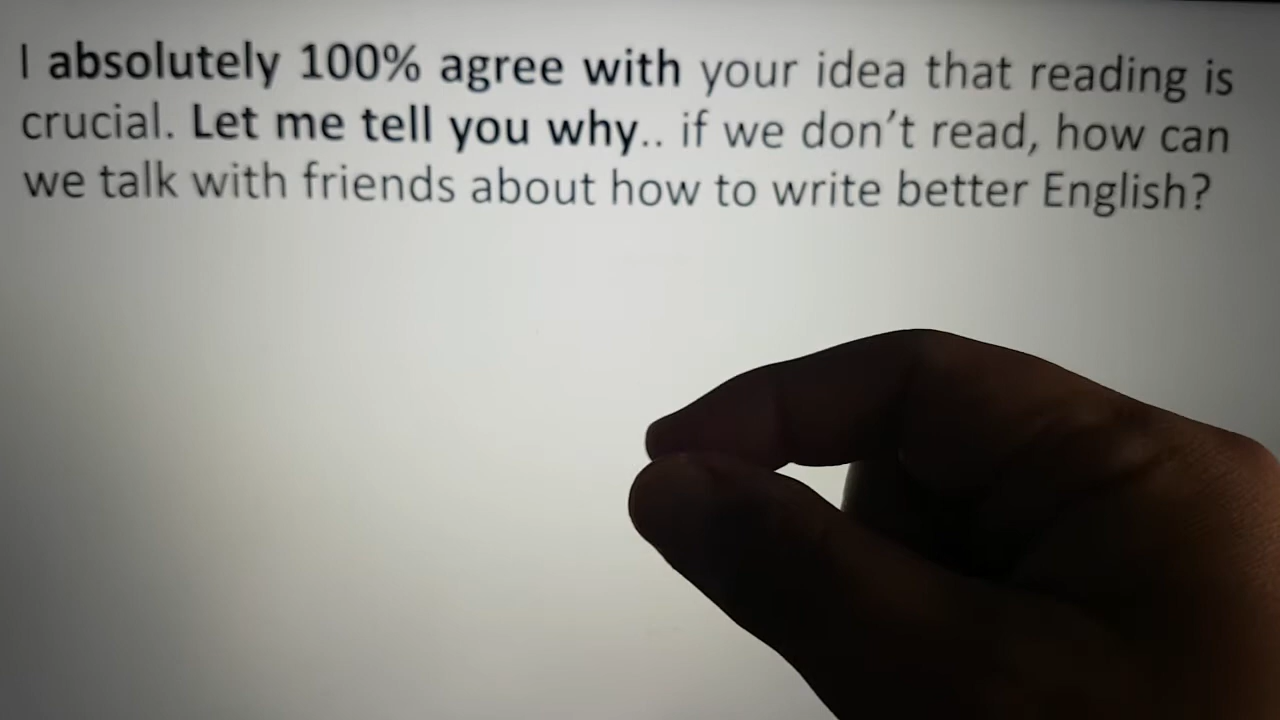 I absolutely 100% agree with your idea that reading is
crucial. Let me tell you why.. if we don't read, how can
we talk with friends about how to write better English?